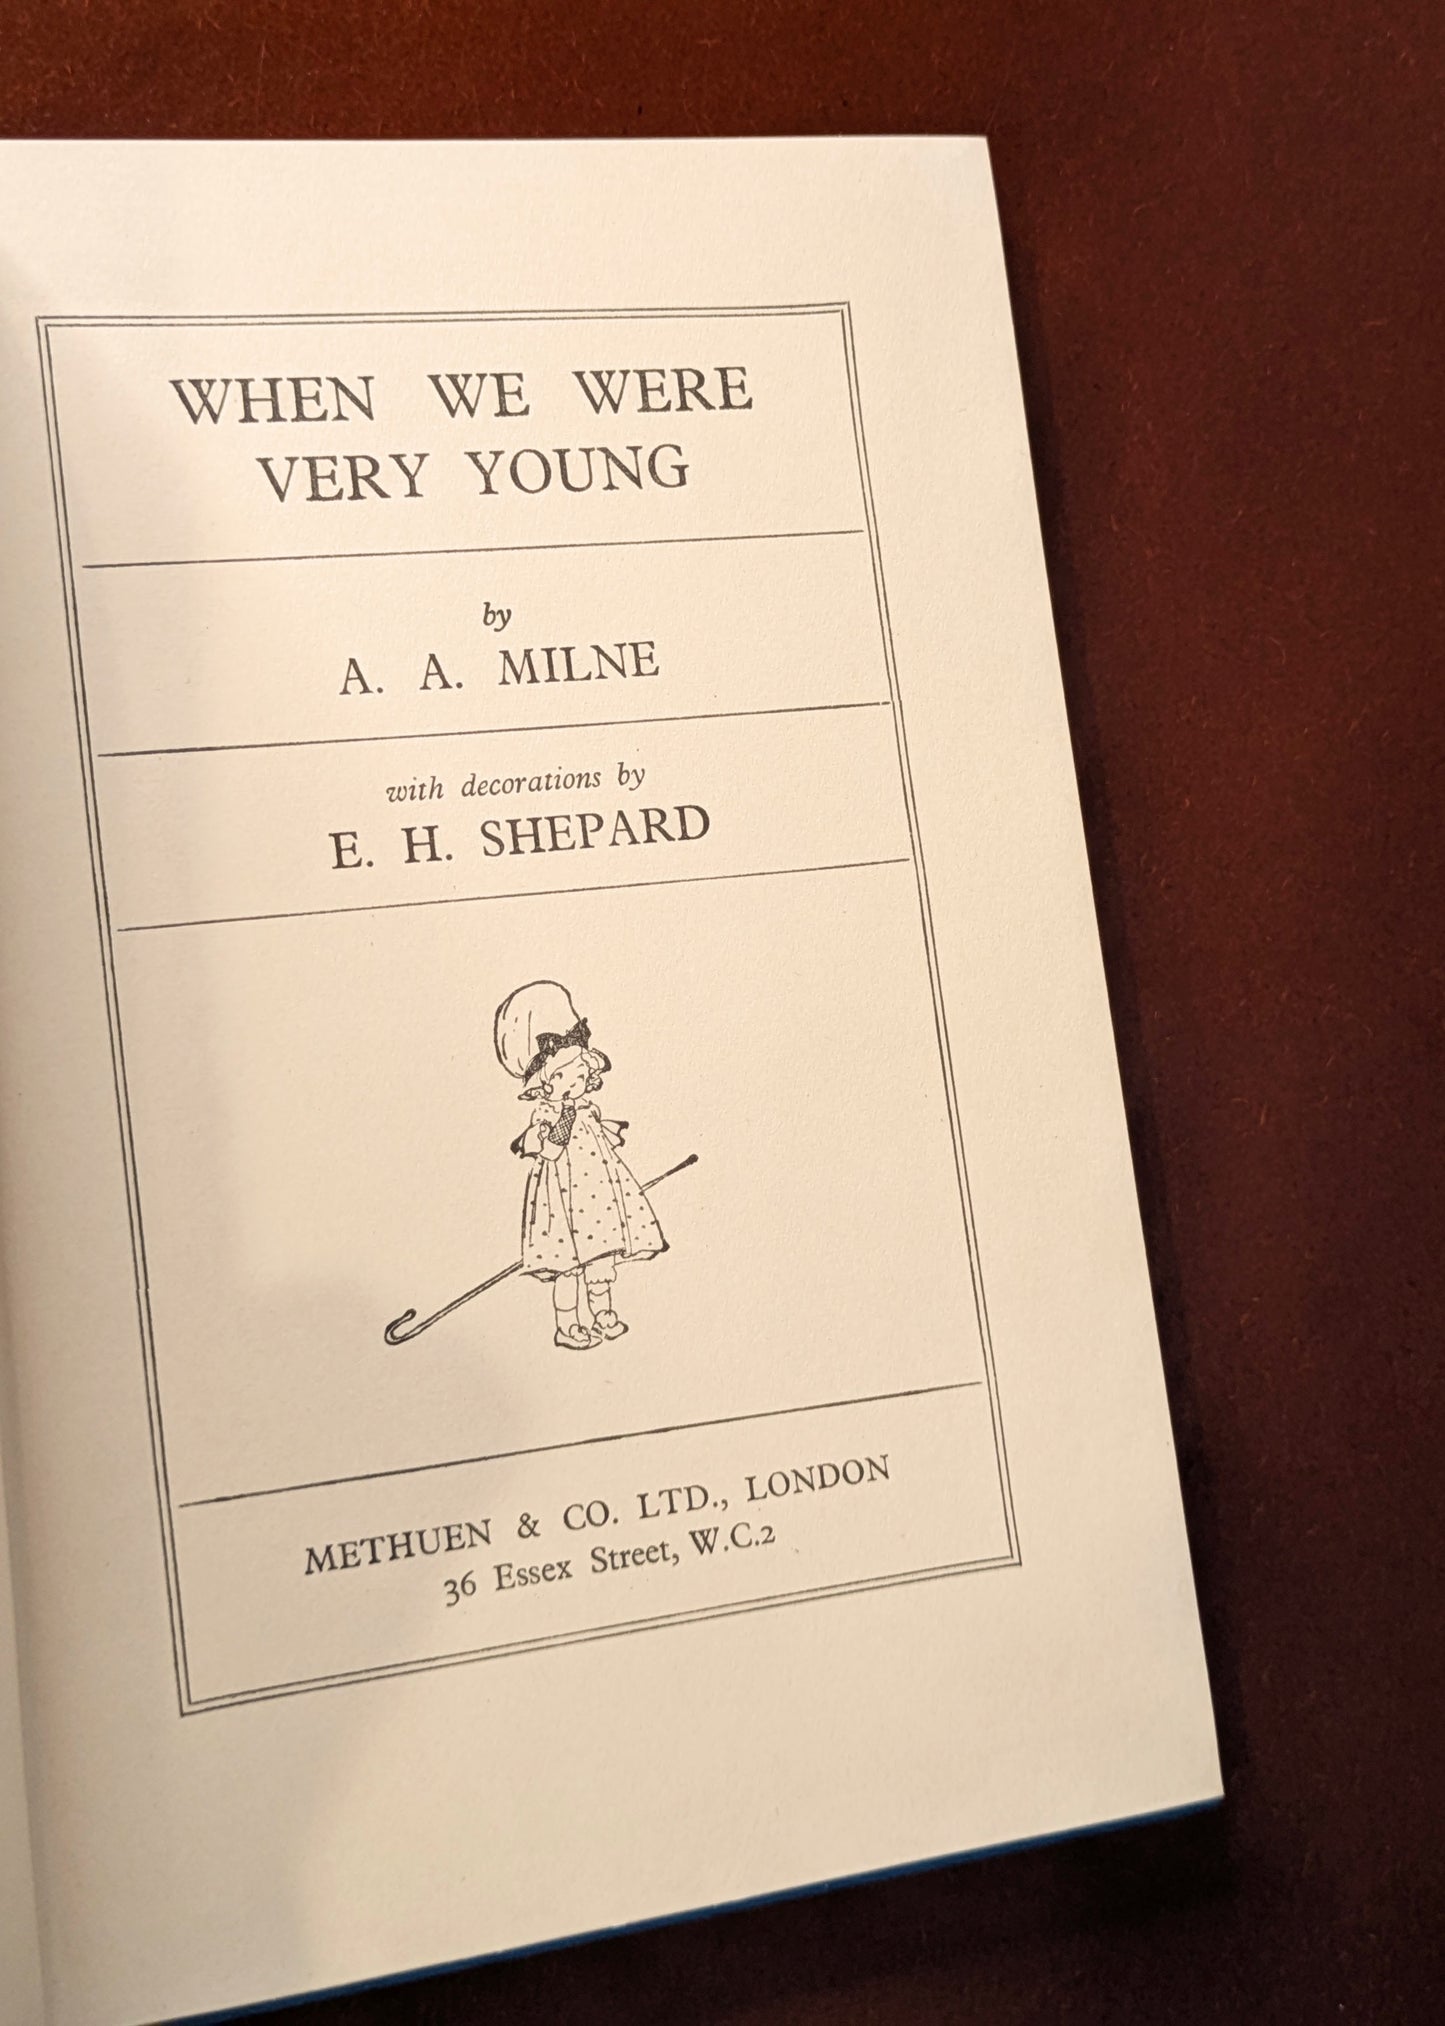 WHEN WE WERE
VERY YOUNG
by
A. A. MILNE
with decorations by
E. H. SHEPARD
METHUEN & CO. LTD., LONDON
36 Essex Street, W.C.2